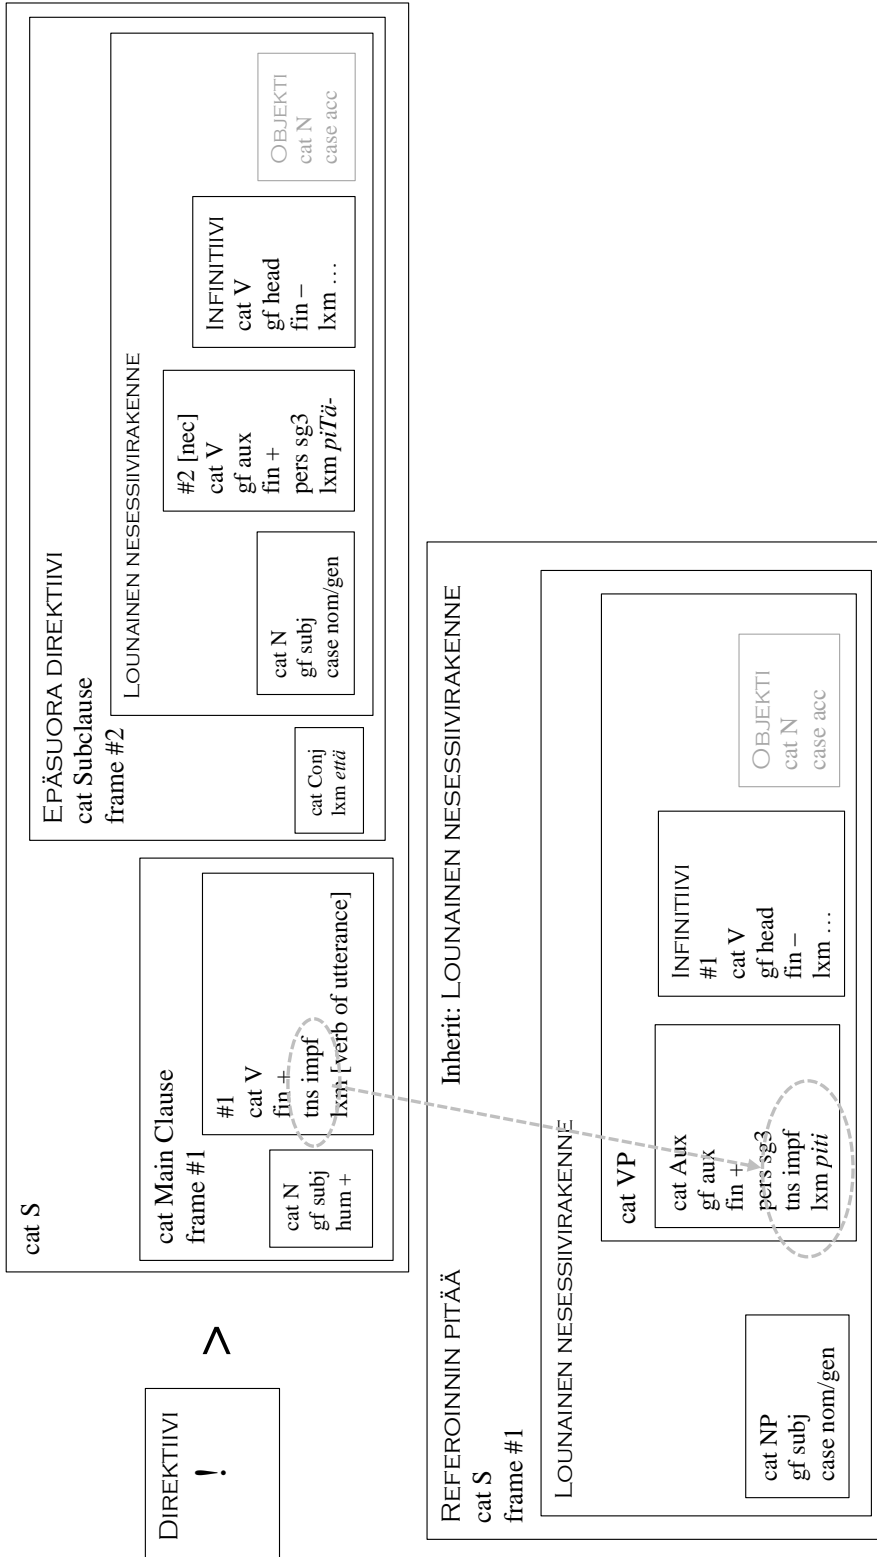 DIREKTIIVI
!
>
cat S
cat Main Clause
frame #1
cat N
gf subj
hum +
#1
cat V
fin +
tns impf
lxm [verb of utterance]
EPÄSUORA DIREKTIIVI
cat Subclause
frame #2
cat Conj
lxm että
LOUNAINEN NESESSIIVIRAKENNE
cat N
gf subj
case nom/gen
#2 [nec]
cat V
gf aux
fin +
pers sg3
lxm piTä-
INFINITIIVI
cat V
gf head
fin –
lxm …
OBJEKTI
cat N
case acc
REFEROINNIN PITÄÄ
cat S
frame #1
Inherit: LOUNAINEN NESESSIIVIRAKENNE
LOUNAINEN NESESSIIVIRAKENNE
cat NP
gf subj
case nom/gen
cat VP
cat Aux
gf aux
fin +
pers sg3
tns impf
lxm piti
INFINITIIVI
#1
cat V
gf head
fin –
lxm …
OBJEKTI
cat N
case acc